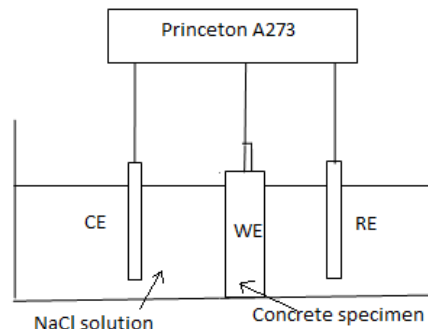 Princeton A273
CE
WE
RE
NaCl solution
Concrete specimen